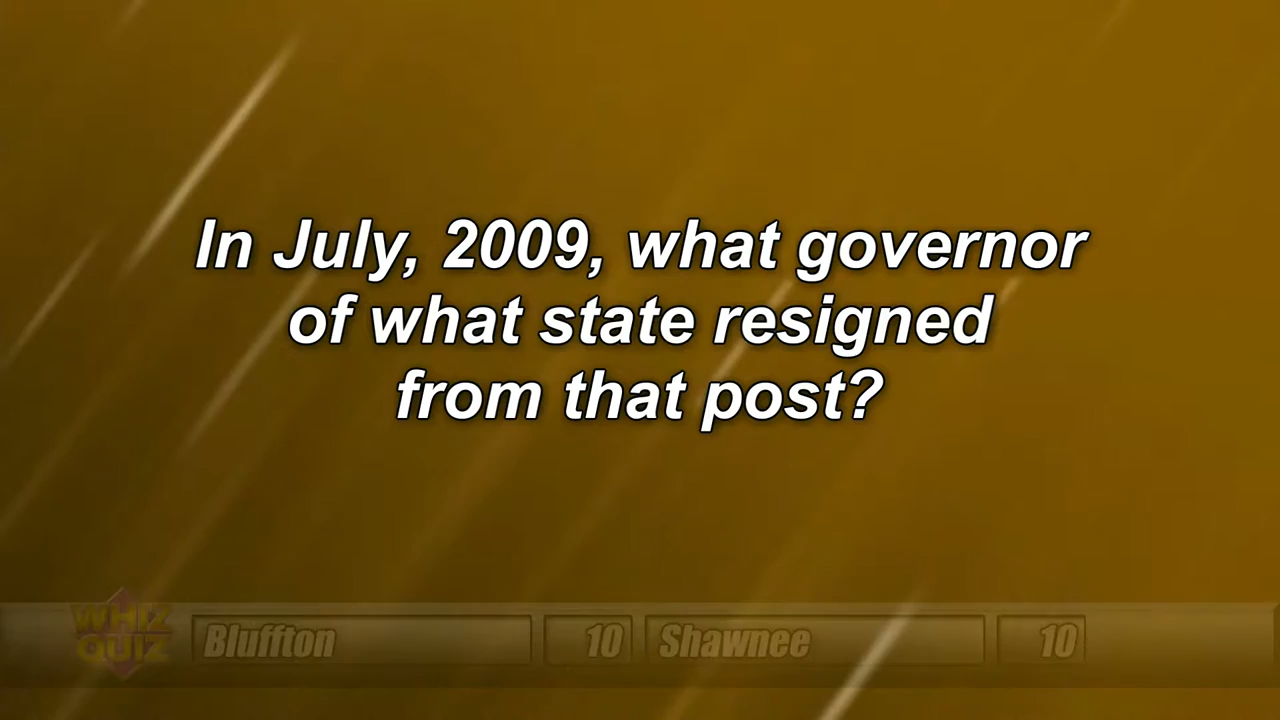 In July, 2009, what governor
of what state resigned
from that post?
WHIZ
QUIZ
Bluffton 10 Shawnee 10